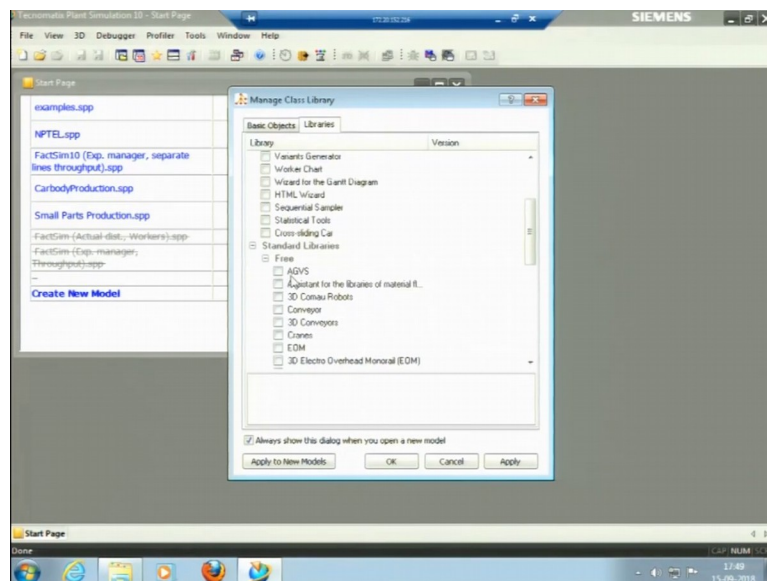 Tecnomatix Plant Simulation 10 - Start Page
172.20.192.216
SIEMENS
File View 3D Debugger Profiler Tools Window Help
Start Page
examples.spp
NPTEL.spp
FactSim10 (Exp. manager, separate
lines throughput).spp
CarbodyProduction.spp
Small Parts Production.spp
FactSim (Actual dist., Workers).spp
FactSim (Exp. manager,
Throughput).spp
--
Create New Model
Manage Class Library
Basic Objects Libraries
Library Version
Variants Generator
Worker Chart
Wizard for the Gantt Diagram
HTML Wizard
Sequential Sampler
Statistical Tools
Cross-sliding Car
Standard Libraries
Free
AGVS
Assistant for the libraries of material fl...
3D Comau Robots
Conveyor
3D Conveyors
Cranes
EOM
3D Electro Overhead Monorail (EOM)
Always show this dialog when you open a new model
Apply to New Models OK Cancel Apply
Start Page
Done
CAP NUM SC
17:49
15-09-2018